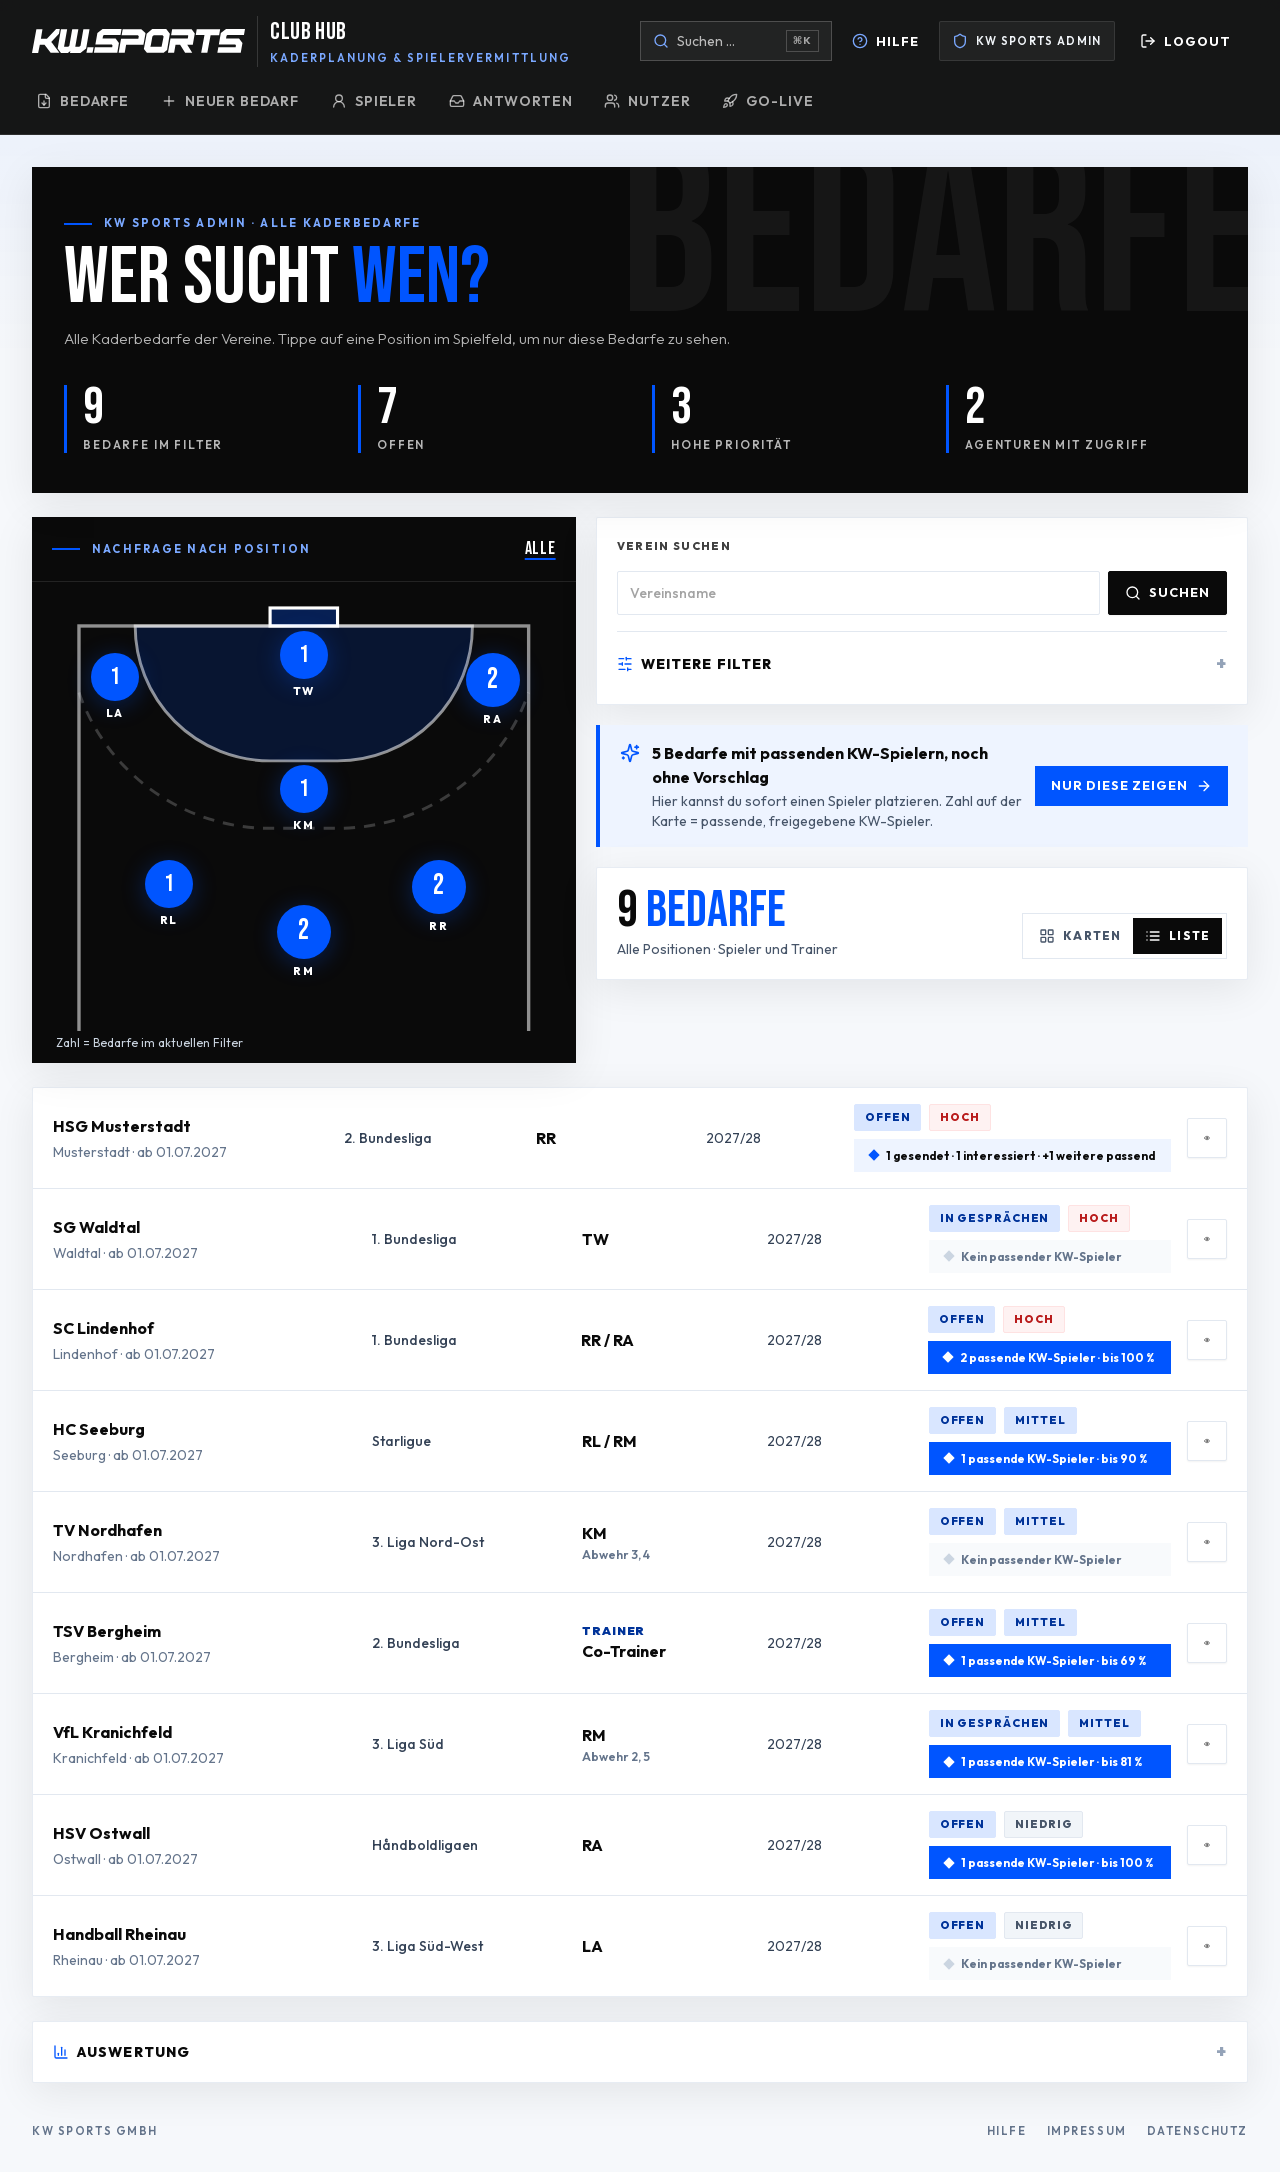 KW.SPORTS
CLUB HUB
KADERPLANUNG & SPIELERVERMITTLUNG
Suchen ...
⌘K
HILFE
KW SPORTS ADMIN
LOGOUT
BEDARFE
NEUER BEDARF
SPIELER
ANTWORTEN
NUTZER
GO-LIVE
BEDARFE
KW SPORTS ADMIN · ALLE KADERBEDARFE
WER SUCHT WEN?
Alle Kaderbedarfe der Vereine. Tippe auf eine Position im Spielfeld, um nur diese Bedarfe zu sehen.
9
BEDARFE IM FILTER
7
OFFEN
3
HOHE PRIORITÄT
2
AGENTUREN MIT ZUGRIFF
NACHFRAGE NACH POSITION
ALLE
1
TW
1
LA
2
RA
1
KM
1
RL
2
RR
2
RM
Zahl = Bedarfe im aktuellen Filter
VEREIN SUCHEN
Vereinsname
SUCHEN
WEITERE FILTER
+
5 Bedarfe mit passenden KW-Spielern, noch
ohne Vorschlag
Hier kannst du sofort einen Spieler platzieren. Zahl auf der
Karte = passende, freigegebene KW-Spieler.
NUR DIESE ZEIGEN
9 BEDARFE
Alle Positionen · Spieler und Trainer
KARTEN
LISTE
HSG Musterstadt
Musterstadt · ab 01.07.2027
2. Bundesliga
RR
2027/28
OFFEN
HOCH
1 gesendet · 1 interessiert · +1 weitere passend
SG Waldtal
Waldtal · ab 01.07.2027
1. Bundesliga
TW
2027/28
IN GESPRÄCHEN
HOCH
Kein passender KW-Spieler
SC Lindenhof
Lindenhof · ab 01.07.2027
1. Bundesliga
RR / RA
2027/28
OFFEN
HOCH
2 passende KW-Spieler · bis 100 %
HC Seeburg
Seeburg · ab 01.07.2027
Starligue
RL / RM
2027/28
OFFEN
MITTEL
1 passende KW-Spieler · bis 90 %
TV Nordhafen
Nordhafen · ab 01.07.2027
3. Liga Nord-Ost
KM
Abwehr 3, 4
2027/28
OFFEN
MITTEL
Kein passender KW-Spieler
TSV Bergheim
Bergheim · ab 01.07.2027
2. Bundesliga
TRAINER
Co-Trainer
2027/28
OFFEN
MITTEL
1 passende KW-Spieler · bis 69 %
VfL Kranichfeld
Kranichfeld · ab 01.07.2027
3. Liga Süd
RM
Abwehr 2, 5
2027/28
IN GESPRÄCHEN
MITTEL
1 passende KW-Spieler · bis 81 %
HSV Ostwall
Ostwall · ab 01.07.2027
Håndboldligaen
RA
2027/28
OFFEN
NIEDRIG
1 passende KW-Spieler · bis 100 %
Handball Rheinau
Rheinau · ab 01.07.2027
3. Liga Süd-West
LA
2027/28
OFFEN
NIEDRIG
Kein passender KW-Spieler
AUSWERTUNG
+
KW SPORTS GMBH
HILFE
IMPRESSUM
DATENSCHUTZ